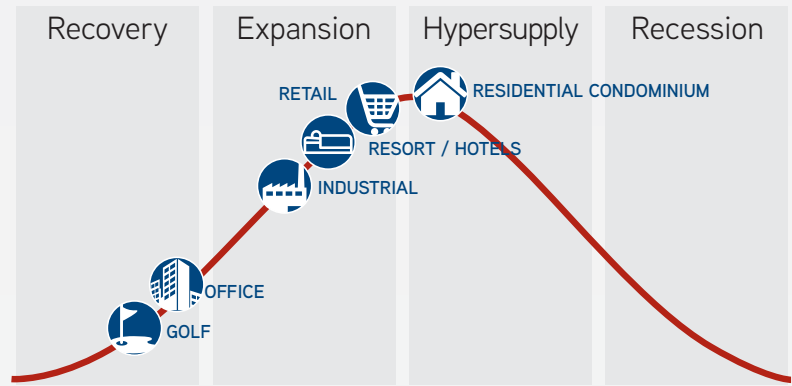 Recovery
Expansion
Hypersupply
Recession
RETAIL
RESIDENTIAL CONDOMINIUM
RESORT / HOTELS
INDUSTRIAL
OFFICE
GOLF